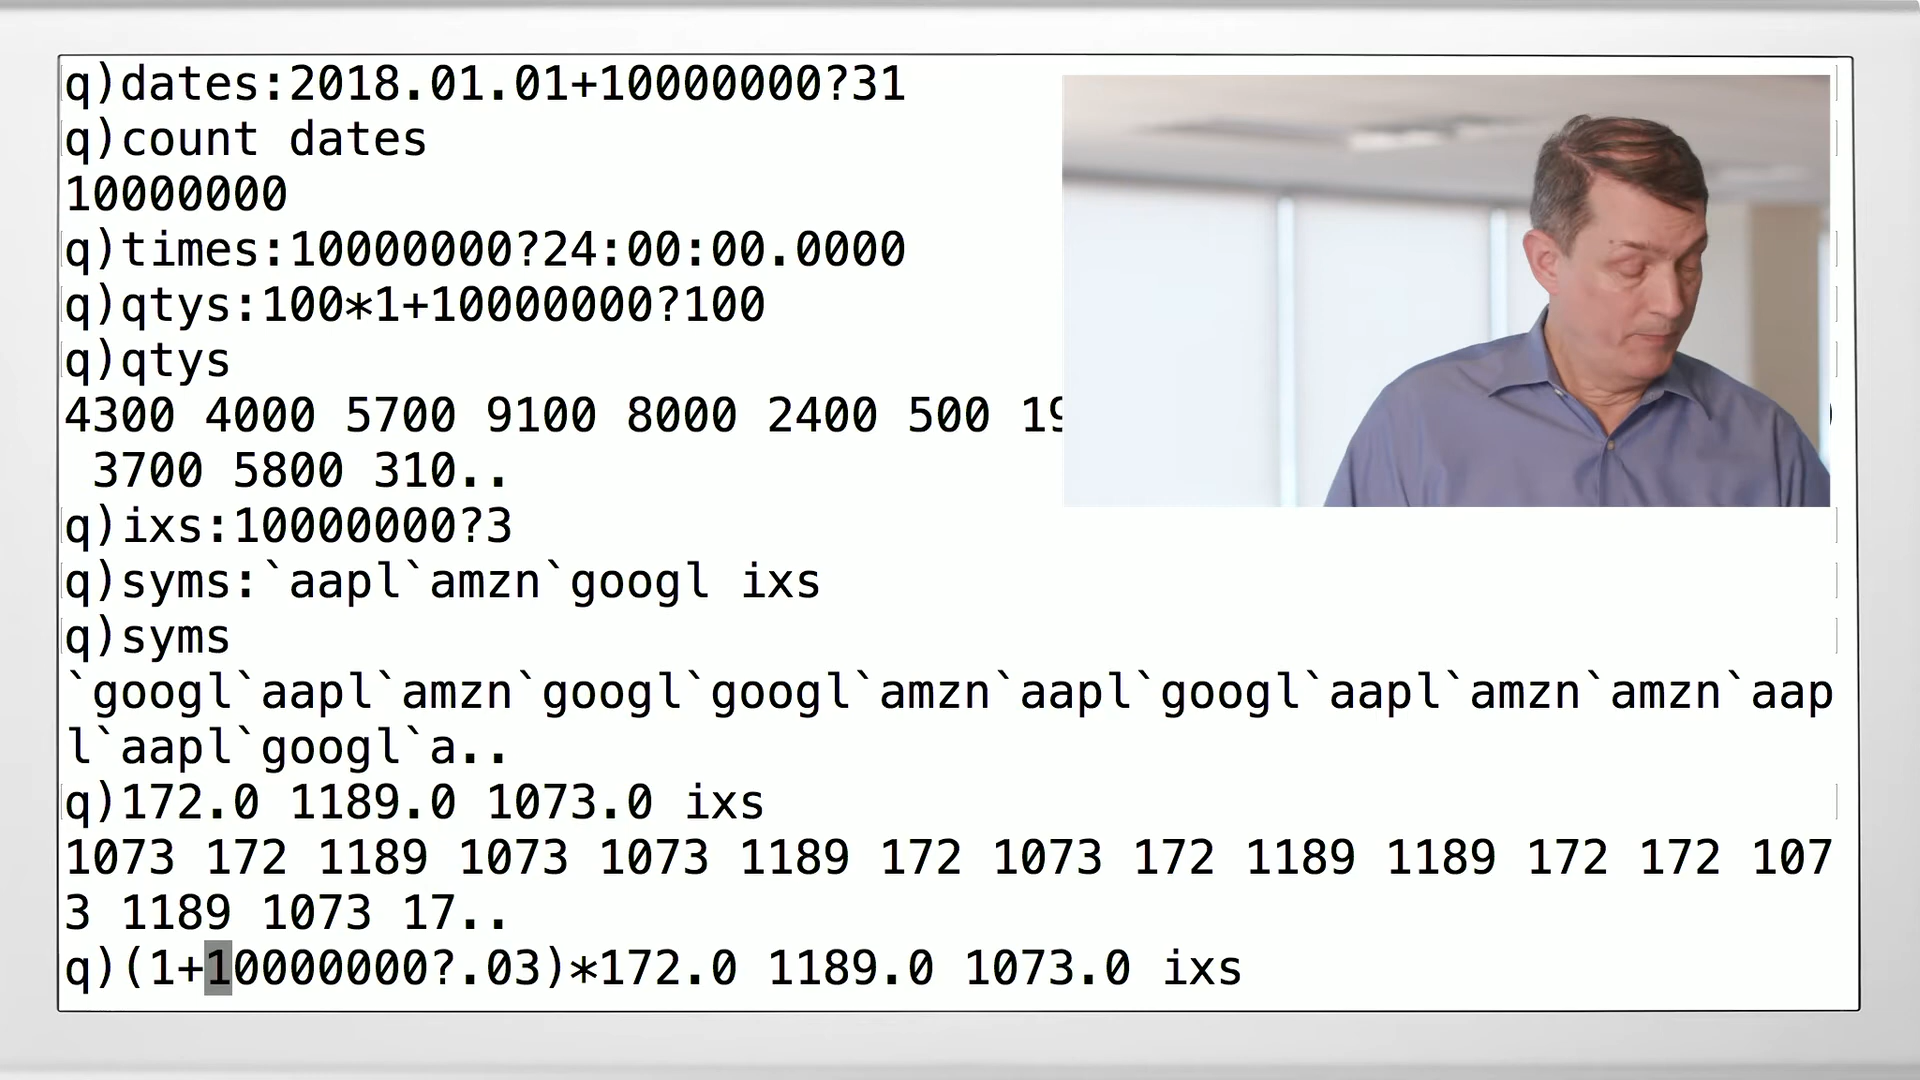 q)dates:2018.01.01+10000000?31
q)count dates
10000000
q)times:10000000?24:00:00.0000
q)qtys:100*1+10000000?100
q)qtys
4300 4000 5700 9100 8000 2400 500 19
3700 5800 310..
q)ixs:10000000?3
q)syms:`aapl`amzn`googl ixs
q)syms
`googl`aapl`amzn`googl`googl`amzn`aapl`googl`aapl`amzn`amzn`aap
l`aapl`googl`a..
q)172.0 1189.0 1073.0 ixs
1073 172 1189 1073 1073 1189 172 1073 172 1189 1189 172 172 107
3 1189 1073 17..
q)(1+10000000?.03)*172.0 1189.0 1073.0 ixs